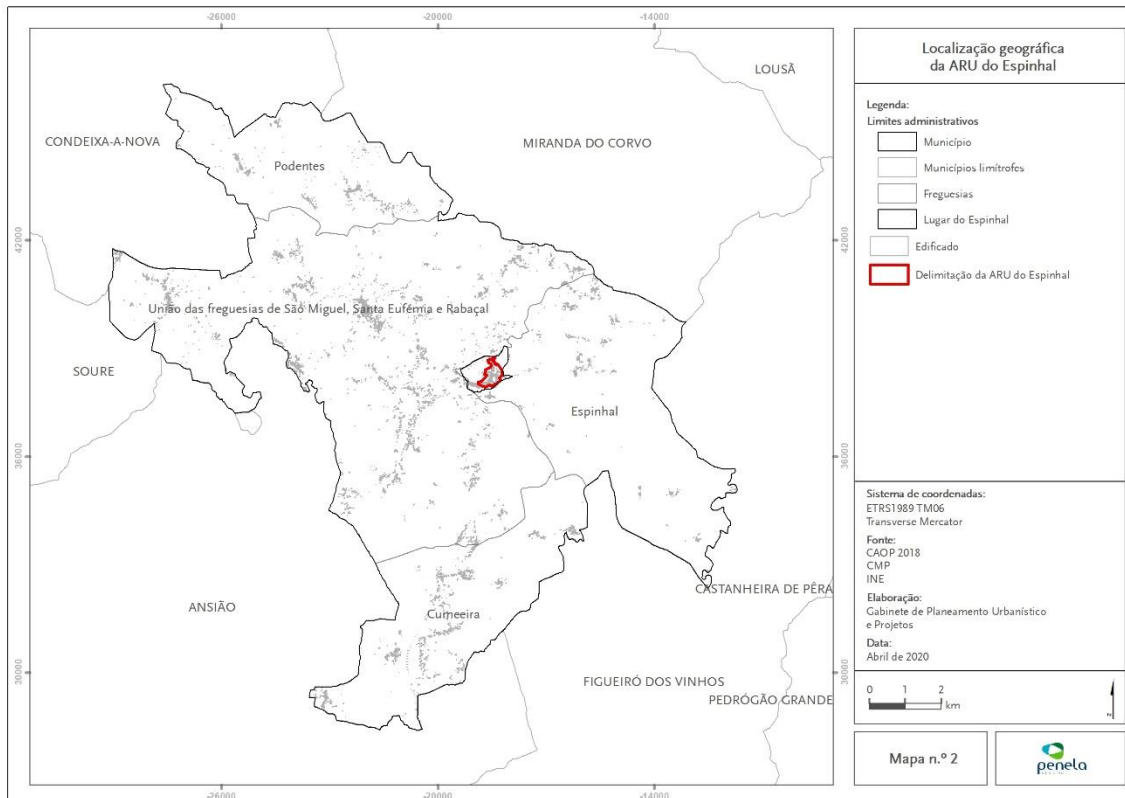 -26000
-20000
-14000
LOUSÃ
CONDEIXA-A-NOVA
MIRANDA DO CORVO
Podentes
42000
42000
União das freguesias de São Miguel, Santa Eufémia e Rabaçal
SOURE
Espinhal
36000
36000
CASTANHEIRA DE PÊRA
ANSIÃO
Cumeeira
30000
30000
FIGUEIRÓ DOS VINHOS
PEDRÓGÃO GRANDE
-26000
-20000
-14000
Localização geográfica
da ARU do Espinhal
Legenda:
Limites administrativos
Município
Municípios limítrofes
Freguesias
Lugar do Espinhal
Edificado
Delimitação da ARU do Espinhal
Sistema de coordenadas:
ETRS1989 TM06
Transverse Mercator
Fonte:
CAOP 2018
CMP
INE
Elaboração:
Gabinete de Planeamento Urbanístico
e Projetos
Data:
Abril de 2020
0 1 2
km
z
Mapa n.º 2
penela